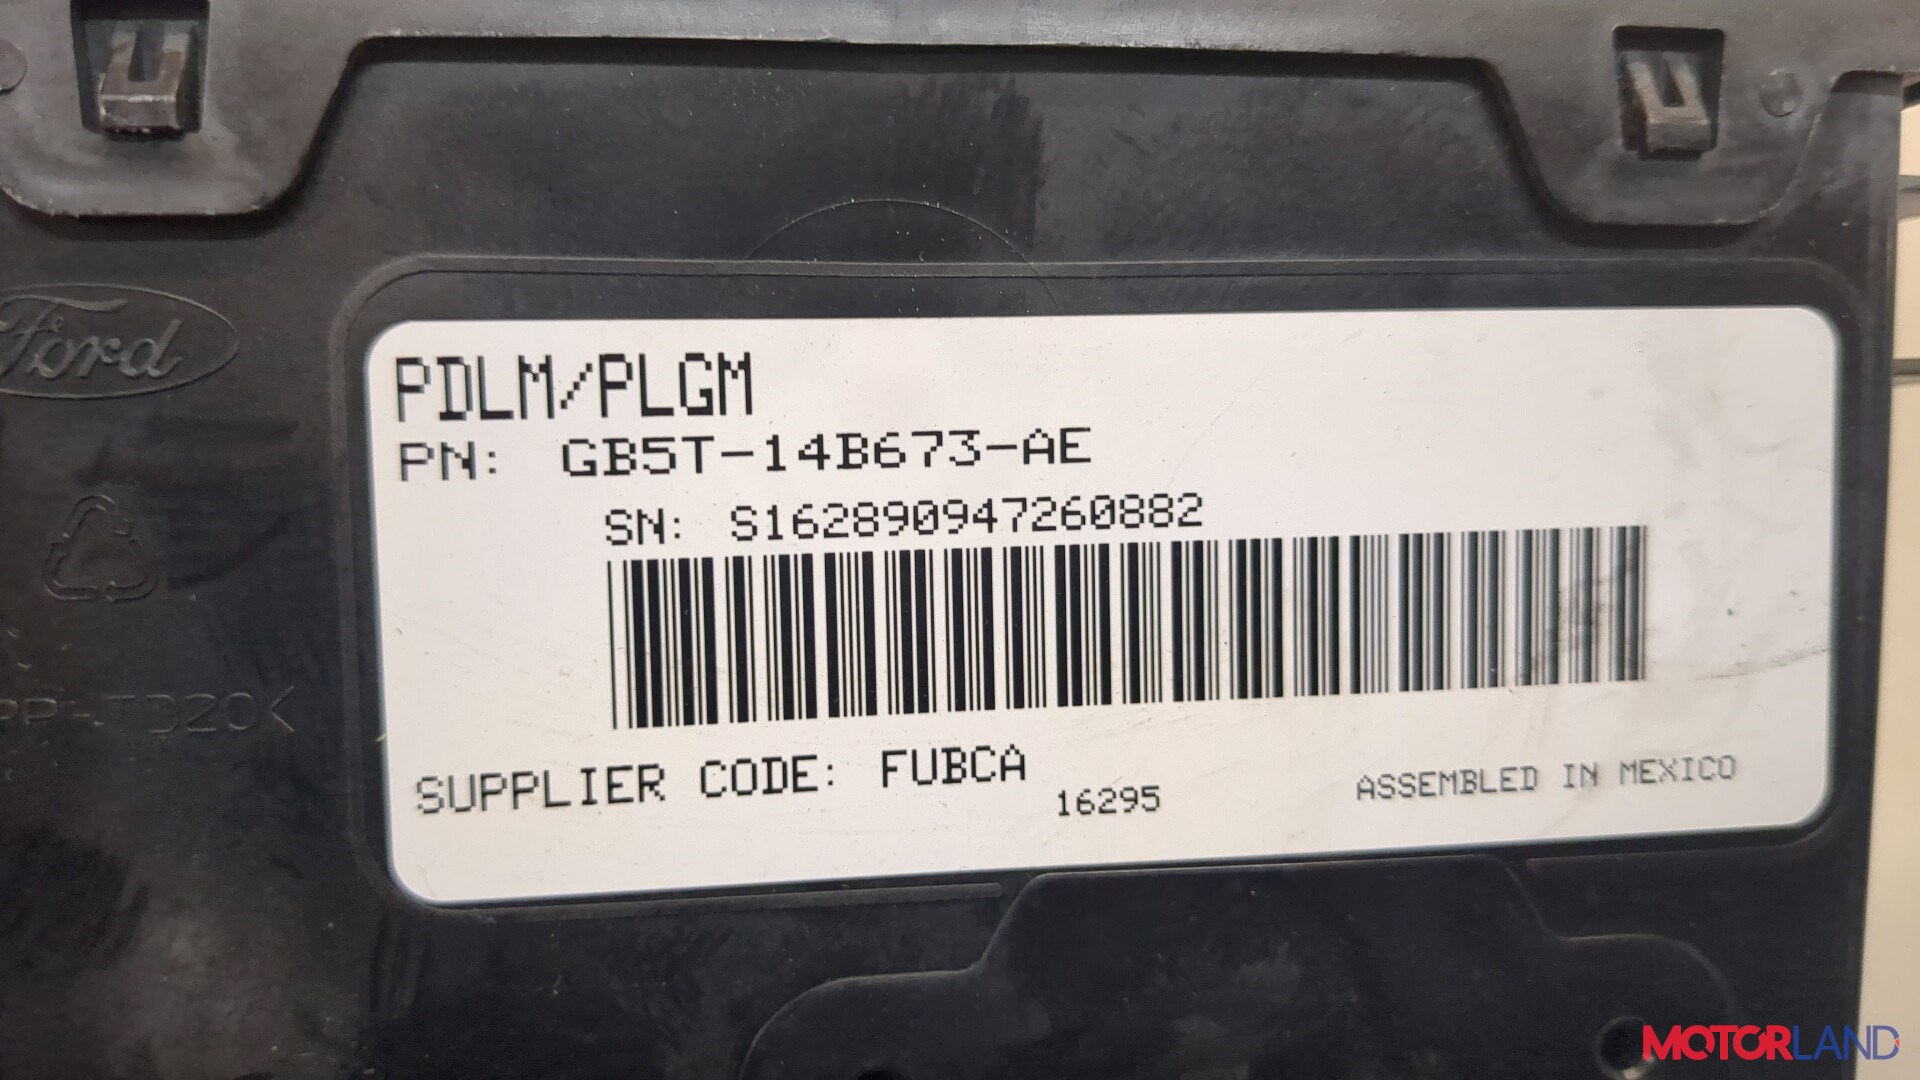 Ford
PDLM/PLGM
PN: GB5T-14B673-AE
SN: S162890947260882
SUPPLIER CODE: FUBCA
16295
ASSEMBLED IN MEXICO
MOTORLAND